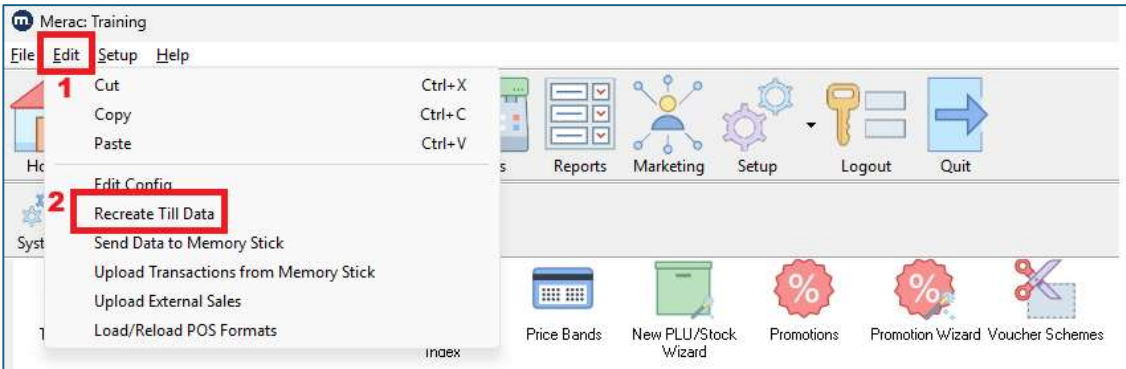 Merac: Training
File Edit Setup Help
1
Cut Ctrl+X
Copy Ctrl+C
Paste Ctrl+V
Edit Config
2
Recreate Till Data
Send Data to Memory Stick
Upload Transactions from Memory Stick
Upload External Sales
Load/Reload POS Formats
Reports Marketing Setup Logout Quit
Price Bands
New PLU/Stock
Wizard
Promotions
Promotion Wizard
Voucher Schemes
Index